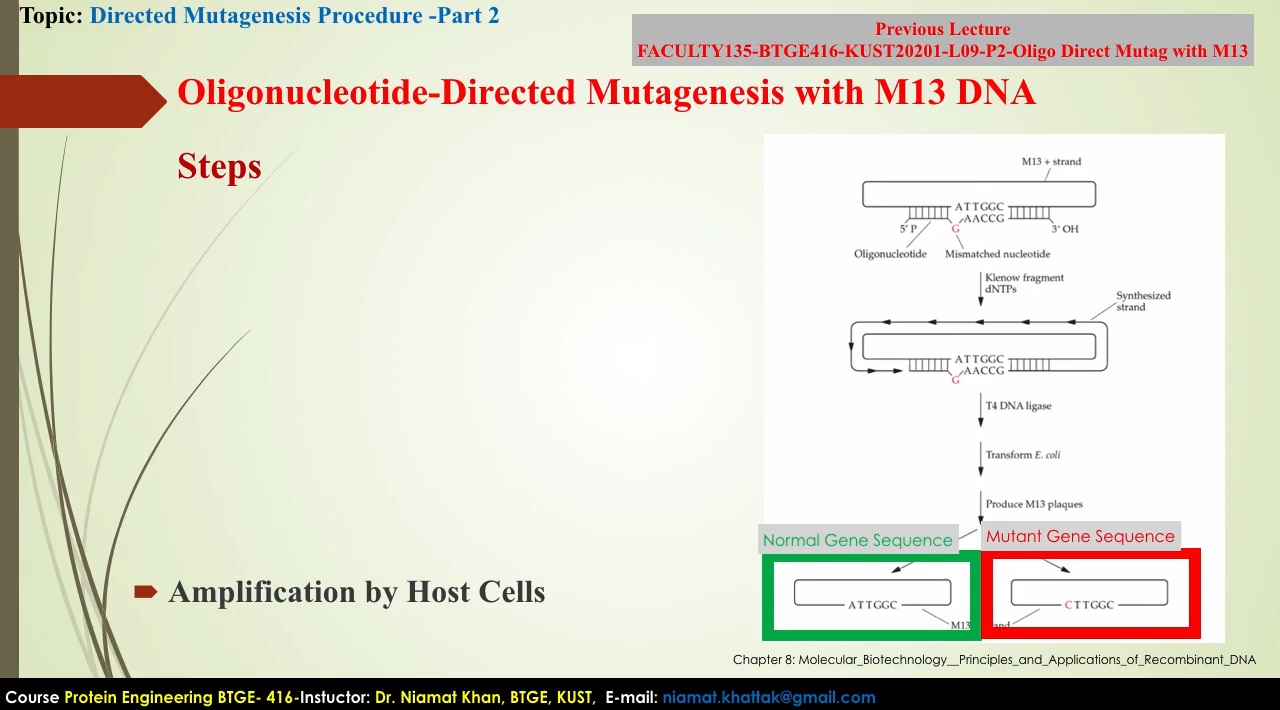 Topic: Directed Mutagenesis Procedure -Part 2
Previous Lecture
FACULTY135-BTGE416-KUST20201-L09-P2-Oligo Direct Mutag with M13
Oligonucleotide-Directed Mutagenesis with M13 DNA
Steps
M13 + strand
ATTGGC
AACCG
5′ P
G
3′ OH
Oligonucleotide
Mismatched nucleotide
Klenow fragment
dNTPs
Synthesized
strand
ATTGGC
AACCG
G
T4 DNA ligase
Transform E. coli
Produce M13 plaques
Normal Gene Sequence
Mutant Gene Sequence
Amplification by Host Cells
ATTGGC
CTTGGC
M13
Chapter 8: Molecular_Biotechnology__Principles_and_Applications_of_Recombinant_DNA
Course Protein Engineering BTGE- 416-Instuctor: Dr. Niamat Khan, BTGE, KUST, E-mail: niamat.khattak@gmail.com